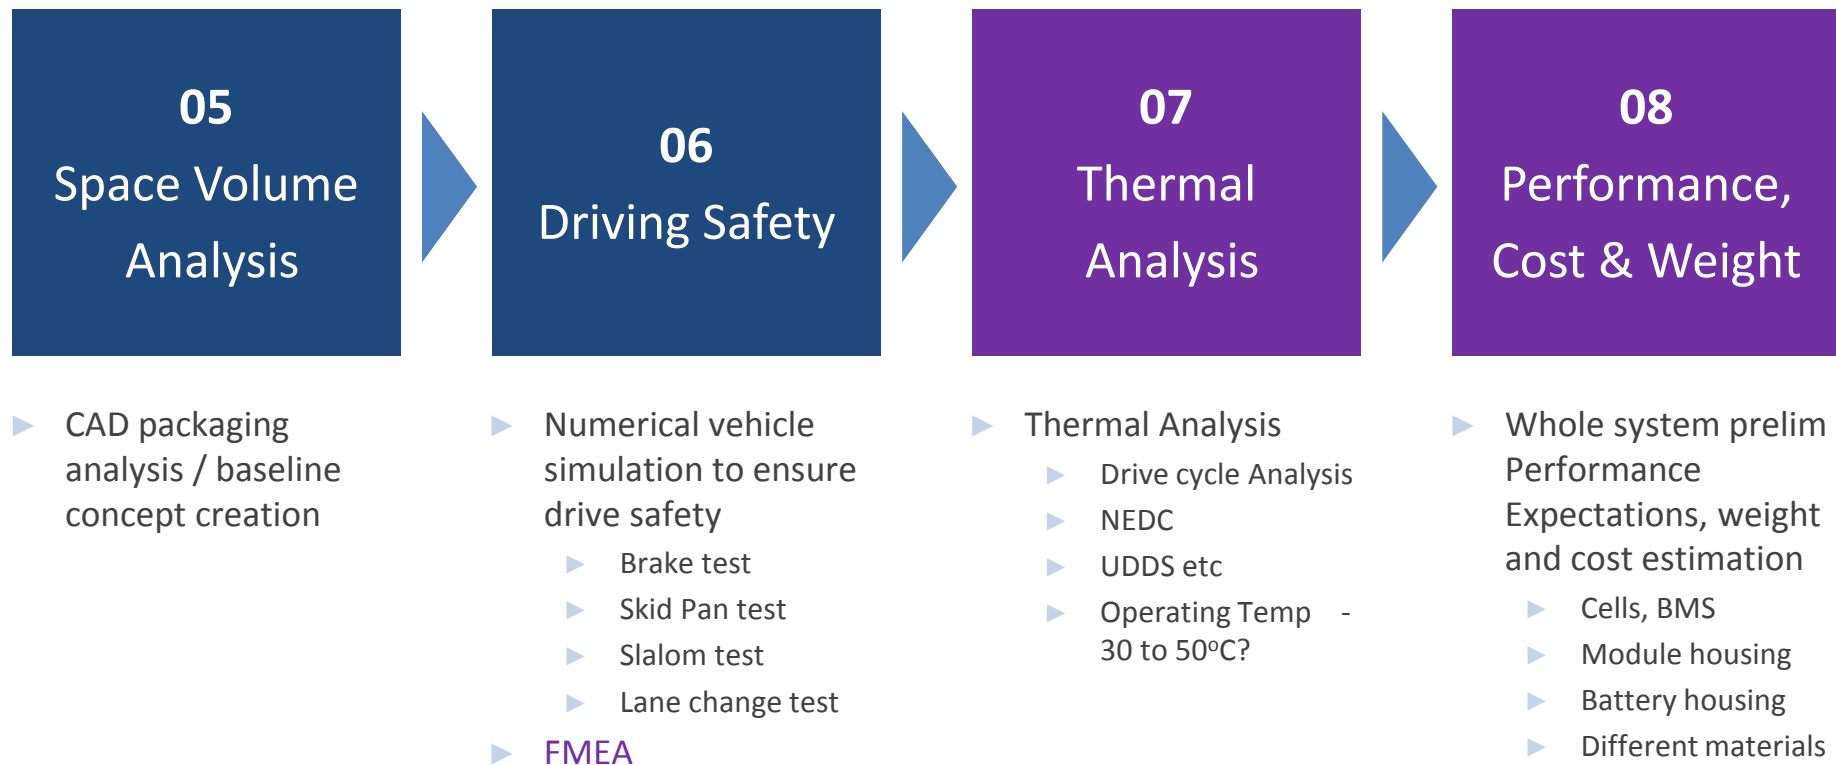 05
Space Volume
Analysis
06
Driving Safety
07
Thermal
Analysis
08
Performance,
Cost & Weight
CAD packaging
analysis / baseline
concept creation
Numerical vehicle
simulation to ensure
drive safety
Brake test
Skid Pan test
Slalom test
Lane change test
FMEA
Thermal Analysis
Drive cycle Analysis
NEDC
UDDS etc
Operating Temp -
30 to 50°C?
Whole system prelim
Performance
Expectations, weight
and cost estimation
Cells, BMS
Module housing
Battery housing
Different materials